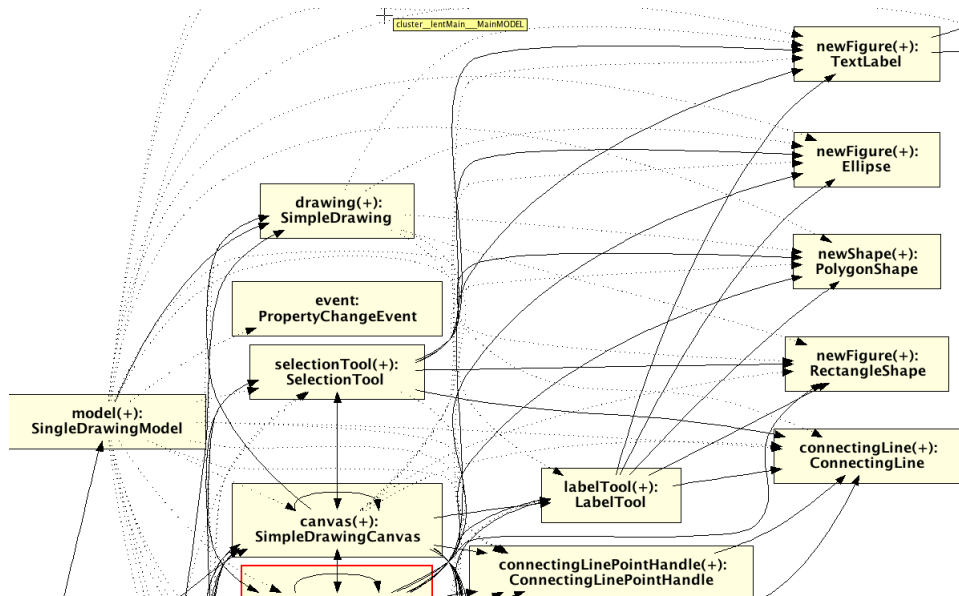 cluster__lentMain___MainMODEL
newFigure(+):
TextLabel
newFigure(+):
Ellipse
drawing(+):
SimpleDrawing
newShape(+):
PolygonShape
event:
PropertyChangeEvent
selectionTool(+):
SelectionTool
newFigure(+):
RectangleShape
model(+):
SingleDrawingModel
connectingLine(+):
ConnectingLine
labelTool(+):
LabelTool
canvas(+):
SimpleDrawingCanvas
connectingLinePointHandle(+):
ConnectingLinePointHandle